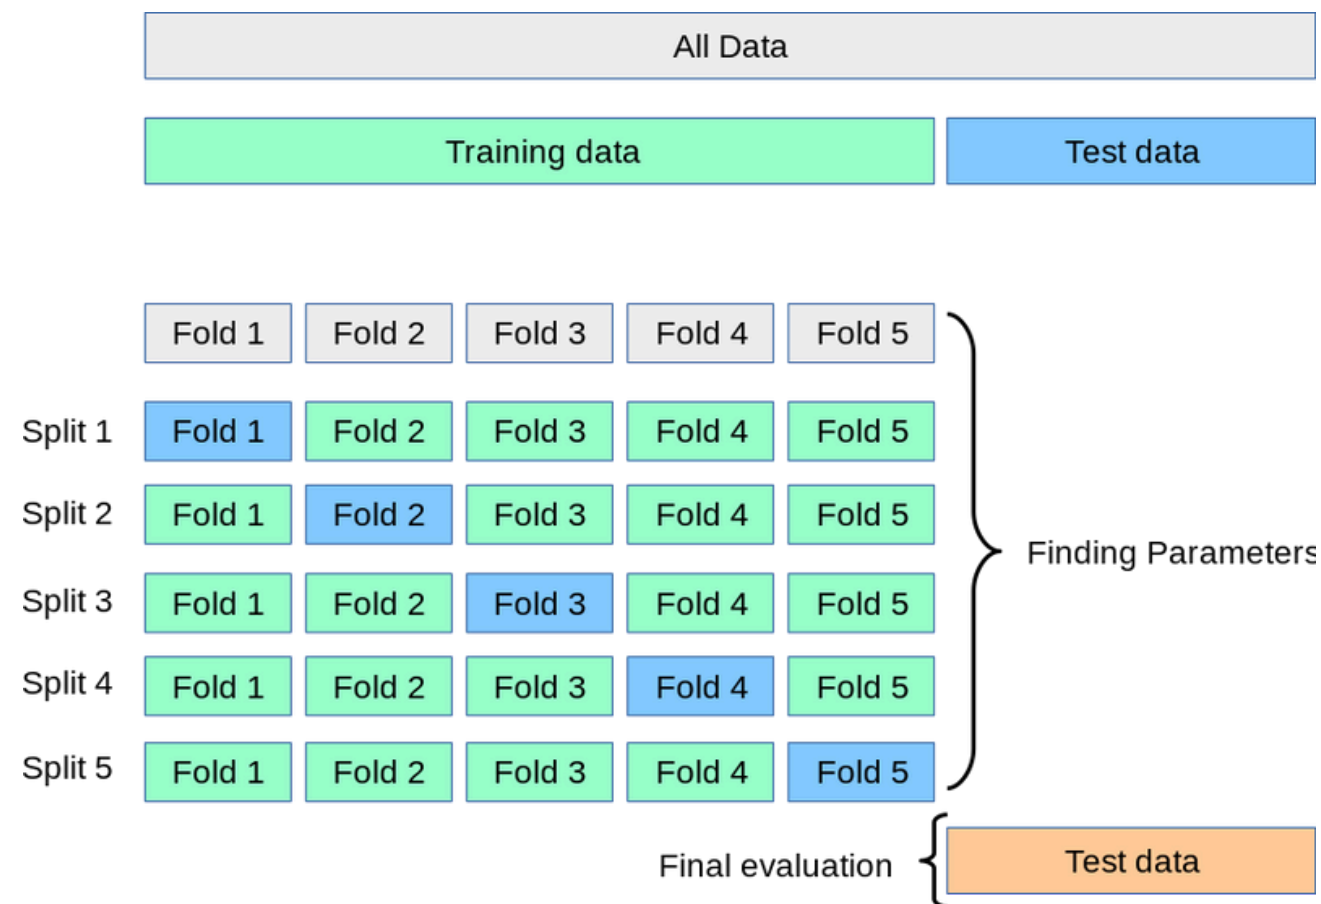 All Data
Training data Test data
Fold 1 Fold 2 Fold 3 Fold 4 Fold 5
Split 1 Fold 1 Fold 2 Fold 3 Fold 4 Fold 5
Split 2 Fold 1 Fold 2 Fold 3 Fold 4 Fold 5
Finding Parameters
Split 3 Fold 1 Fold 2 Fold 3 Fold 4 Fold 5
Split 4 Fold 1 Fold 2 Fold 3 Fold 4 Fold 5
Split 5 Fold 1 Fold 2 Fold 3 Fold 4 Fold 5
Final evaluation Test data